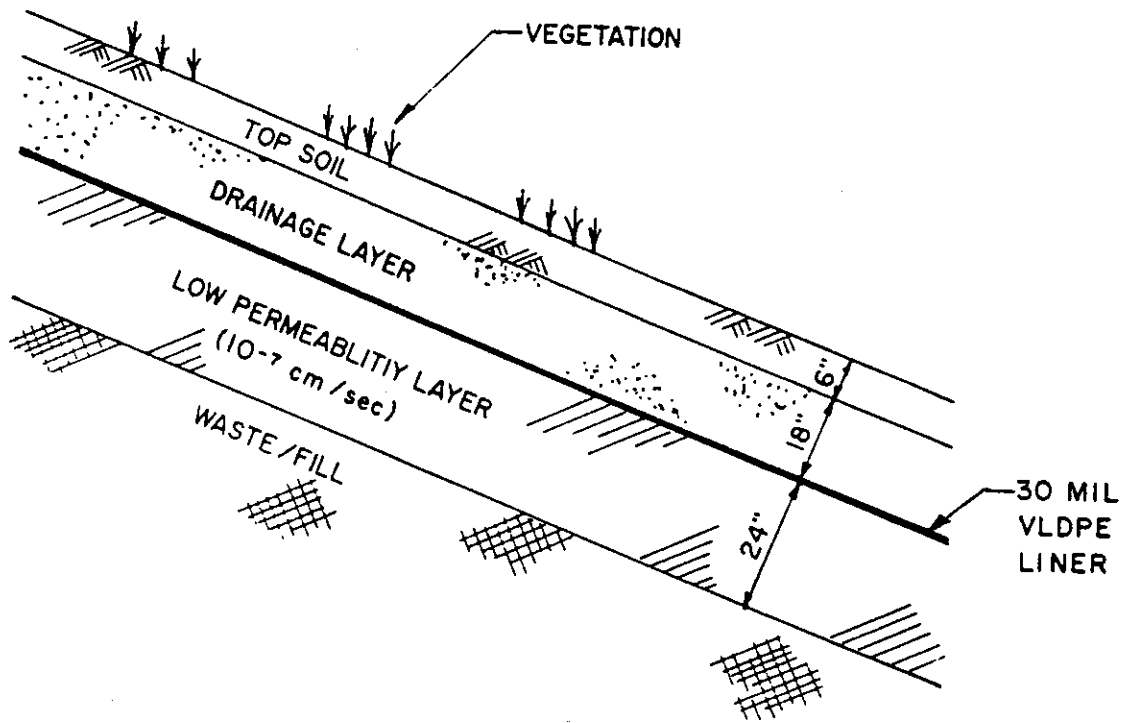 VEGETATION
TOP SOIL
DRAINAGE LAYER
LOW PERMEABLITIY LAYER
(10-7 cm/sec)
WASTE/FILL
6"
18"
24"
30 MIL
VLDPE
LINER